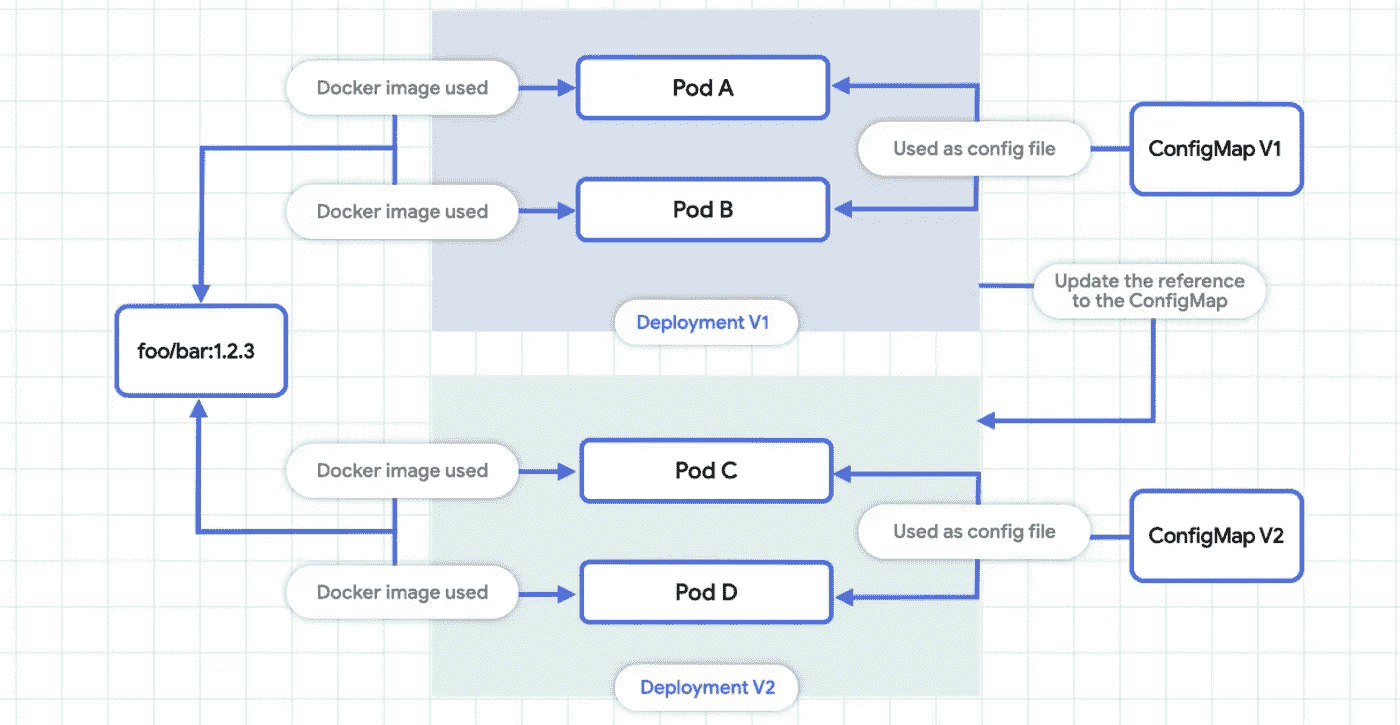 Docker image used
Pod A
Used as config file
ConfigMap V1
Docker image used
Pod B
Update the reference
to the ConfigMap
Deployment V1
foo/bar:1.2.3
Docker image used
Pod C
Used as config file
ConfigMap V2
Docker image used
Pod D
Deployment V2